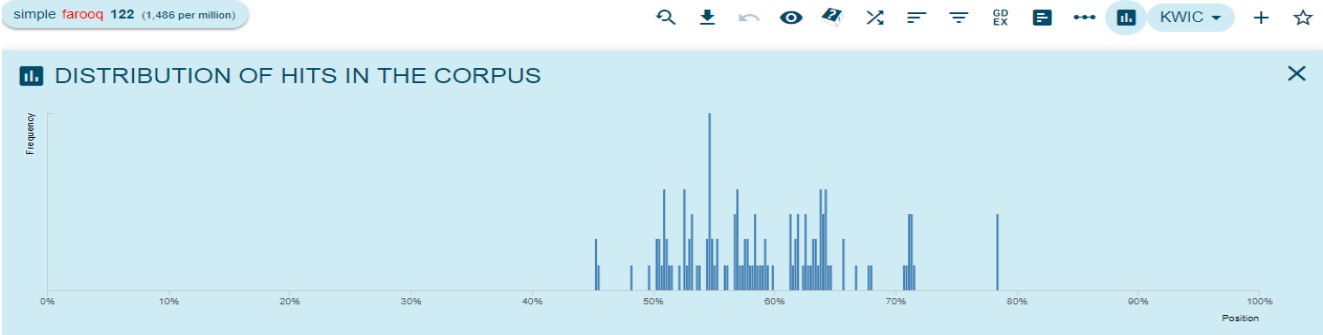 simple farooq 122 (1,486 per million)
GD
EX
KWIC
DISTRIBUTION OF HITS IN THE CORPUS
Frequency
0% 10% 20% 30% 40% 50% 60% 70% 80% 90% 100%
Position